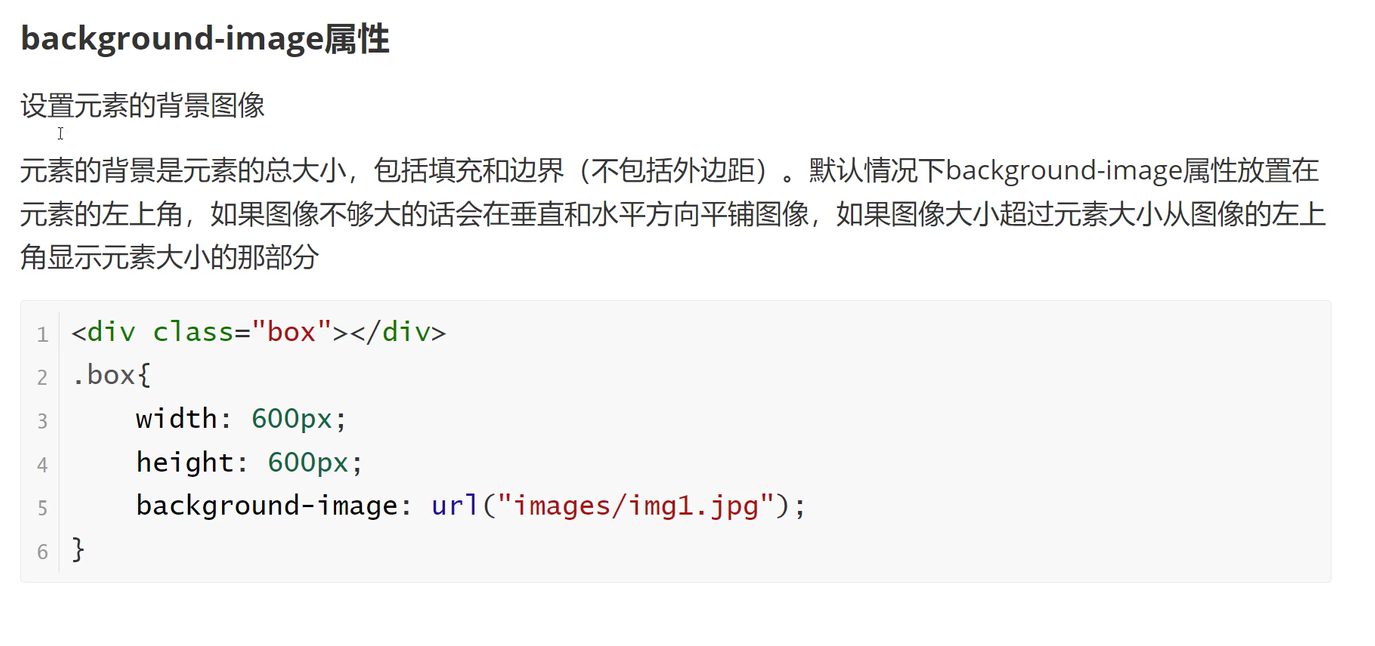 background-image属性
设置元素的背景图像
元素的背景是元素的总大小，包括填充和边界（不包括外边距）。默认情况下background-image属性放置在
元素的左上角，如果图像不够大的话会在垂直和水平方向平铺图像，如果图像大小超过元素大小从图像的左上
角显示元素大小的那部分
1 <div class="box"></div>
2 .box{
3     width: 600px;
4     height: 600px;
5     background-image: url("images/img1.jpg");
6 }